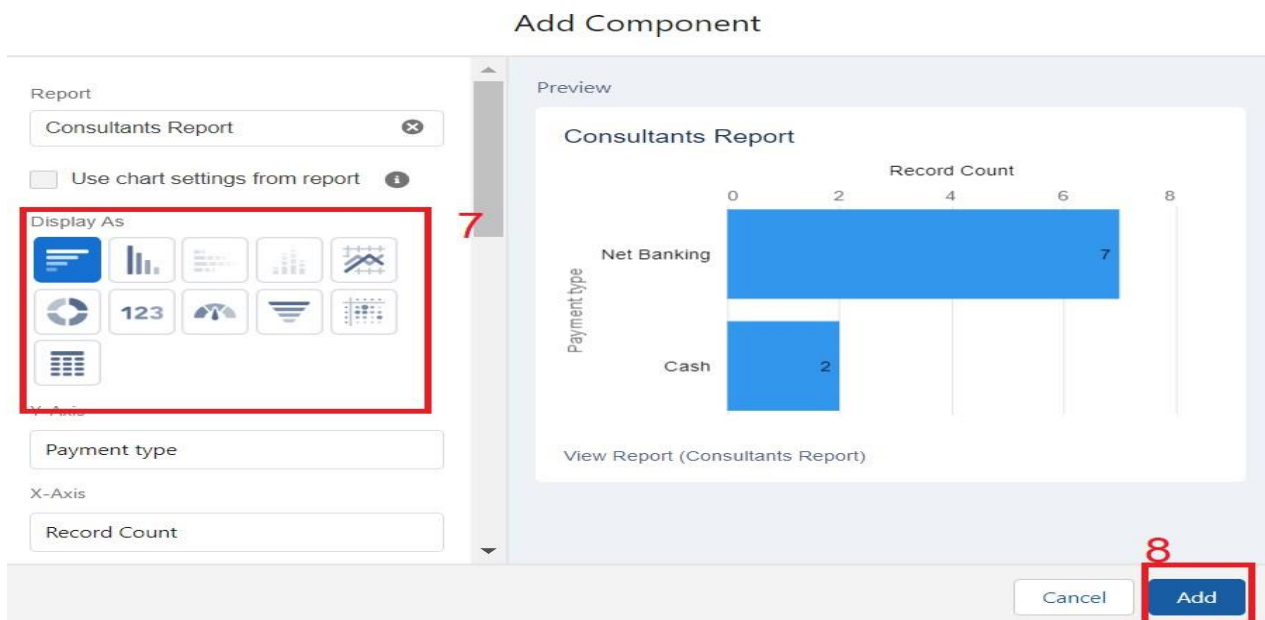 Add Component
Report
Consultants Report
Use chart settings from report
Display As
7
123
Y-Axis
Payment type
X-Axis
Record Count
Preview
Consultants Report
Record Count
0 2 4 6 8
Payment type
Net Banking
7
Cash
2
View Report (Consultants Report)
8
Cancel
Add